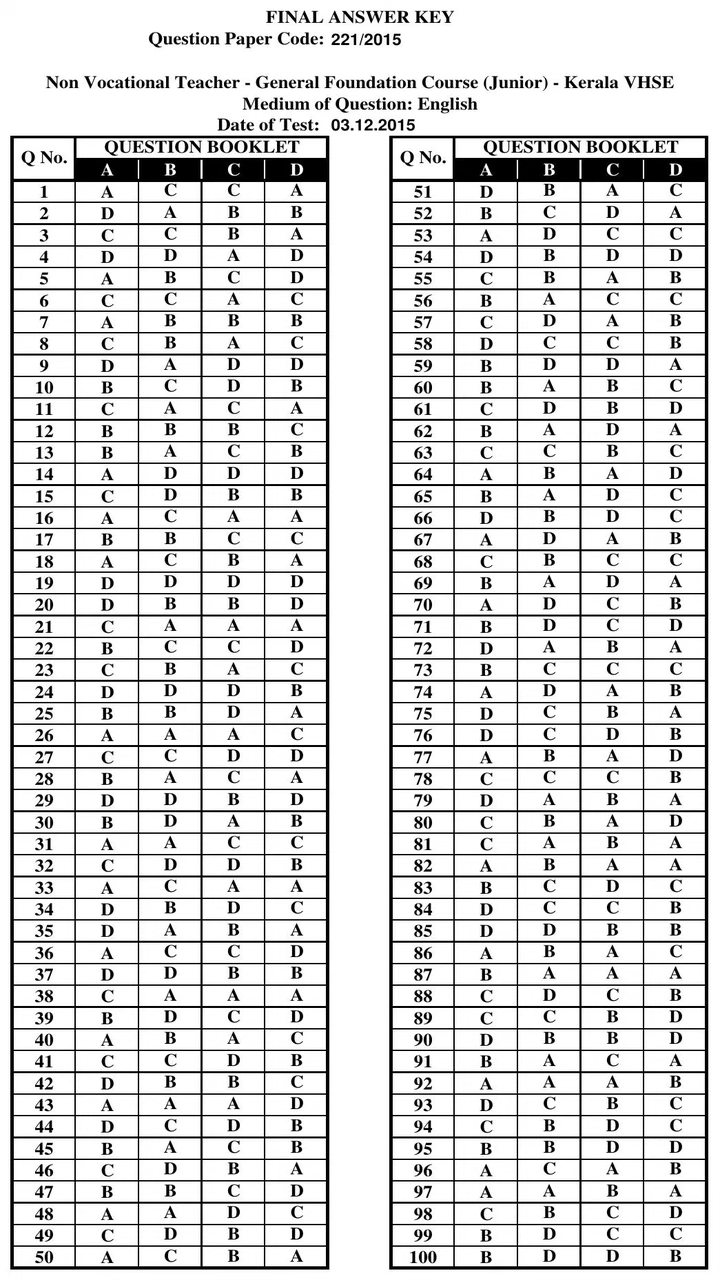 FINAL ANSWER KEY
Question Paper Code: 221/2015
Non Vocational Teacher - General Foundation Course (Junior) - Kerala VHSE
Medium of Question: English
Date of Test: 03.12.2015
Q No. QUESTION BOOKLET
A B C D
1 A C C A
2 D A B B
3 C C B A
4 D D A D
5 A B C D
6 C C A C
7 A B B B
8 C B A C
9 D A D D
10 B C D B
11 C A C A
12 B B B C
13 B A C B
14 A D D D
15 C D B B
16 A C A A
17 B B C C
18 A C B A
19 D D D D
20 D B B D
21 C A A A
22 B C C D
23 C B A C
24 D D D B
25 B B D A
26 A A A C
27 C C D D
28 B A C A
29 D D B D
30 B D A B
31 A A C C
32 C D D B
33 A C A A
34 D B D C
35 D A B A
36 A C C D
37 D D B B
38 C A A A
39 B D C D
40 A B A C
41 C C D B
42 D B B C
43 A A A D
44 D C D B
45 B A C B
46 C D B A
47 B B C D
48 A A D C
49 C D B D
50 A C B A
Q No. QUESTION BOOKLET
A B C D
51 D B A C
52 B C D A
53 A D C C
54 D B D D
55 C B A B
56 B A C C
57 C D A B
58 D C C B
59 B D D A
60 B A B C
61 C D B D
62 B A D A
63 C C B C
64 A B A D
65 B A D C
66 D B D C
67 A D A B
68 C B C C
69 B A D A
70 A D C B
71 B D C D
72 D A B A
73 B C C C
74 A D A B
75 D C B A
76 D C D B
77 A B A D
78 C C C B
79 D A B A
80 C B A D
81 C A B A
82 A B A A
83 B C D C
84 D C C B
85 D D B B
86 A B A C
87 B A A A
88 C D C B
89 C C B D
90 D B B D
91 B A C A
92 A A A B
93 D C B C
94 C B D C
95 B B D D
96 A C A B
97 A A B A
98 C B C D
99 B D C C
100 B D D B